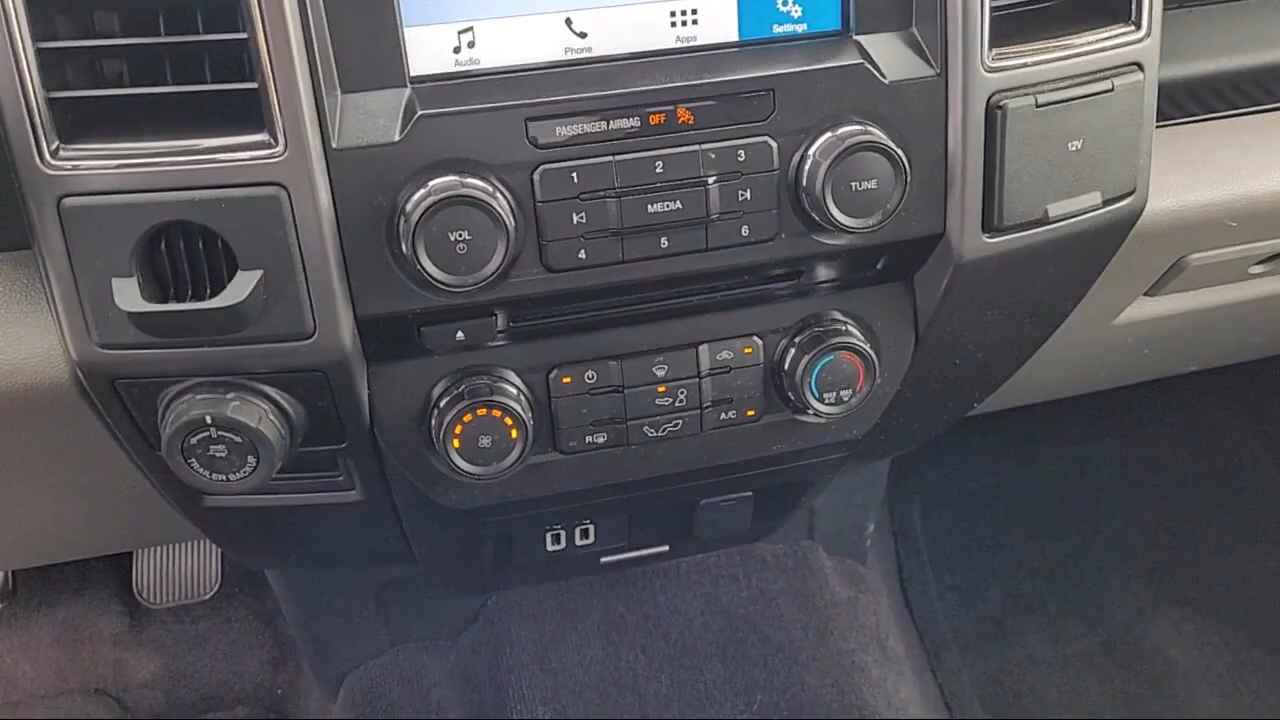 Audio
Phone
Apps
Settings
PASSENGER AIRBAG OFF 2
12V
1 2 3
VOL
MEDIA
TUNE
4 5 6
R
A/C
MAX A/C
MAX
TRAILER BACKUP